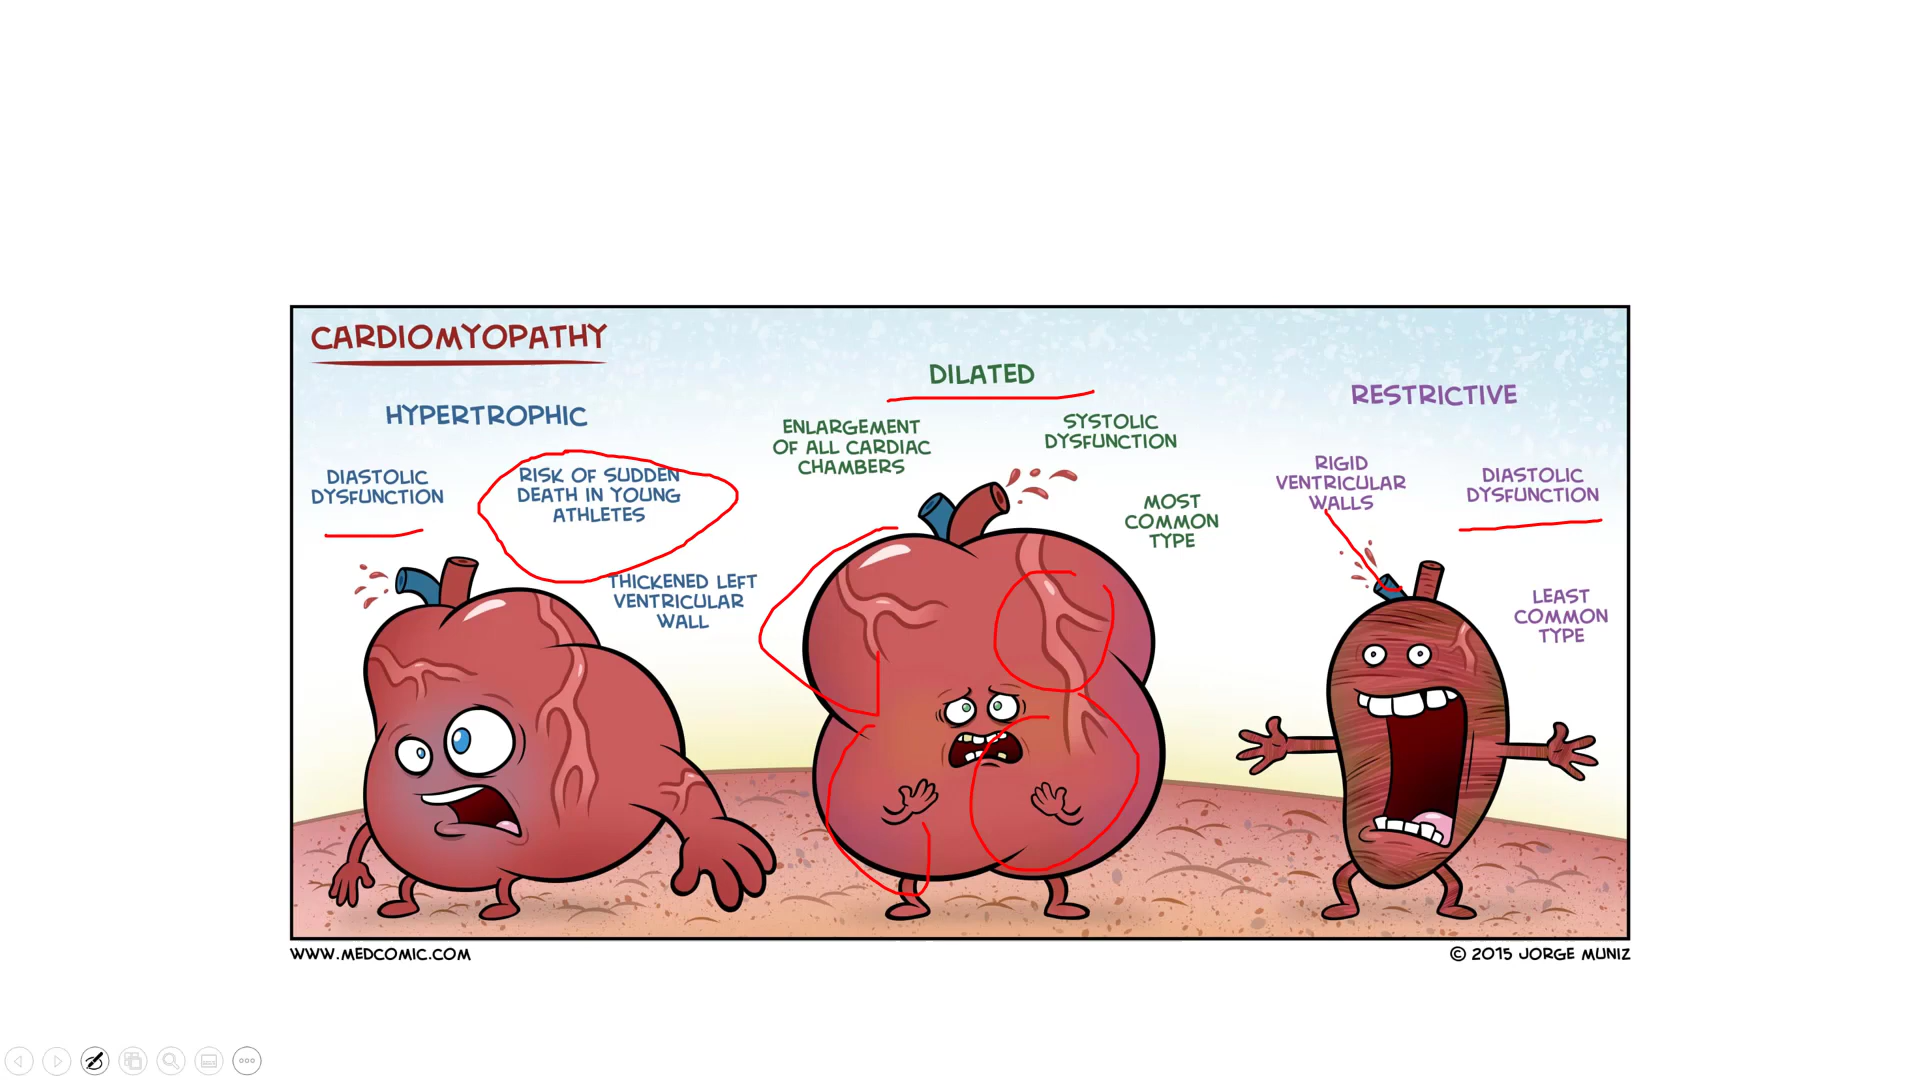 CARDIOMYOPATHY
HYPERTROPHIC
DIASTOLIC
DYSFUNCTION
RISK OF SUDDEN
DEATH IN YOUNG
ATHLETES
THICKENED LEFT
VENTRICULAR
WALL
DILATED
ENLARGEMENT
OF ALL CARDIAC
CHAMBERS
SYSTOLIC
DYSFUNCTION
MOST
COMMON
TYPE
RESTRICTIVE
RIGID
VENTRICULAR
WALLS
DIASTOLIC
DYSFUNCTION
LEAST
COMMON
TYPE
WWW.MEDCOMIC.COM
© 2015 JORGE MUNIZ